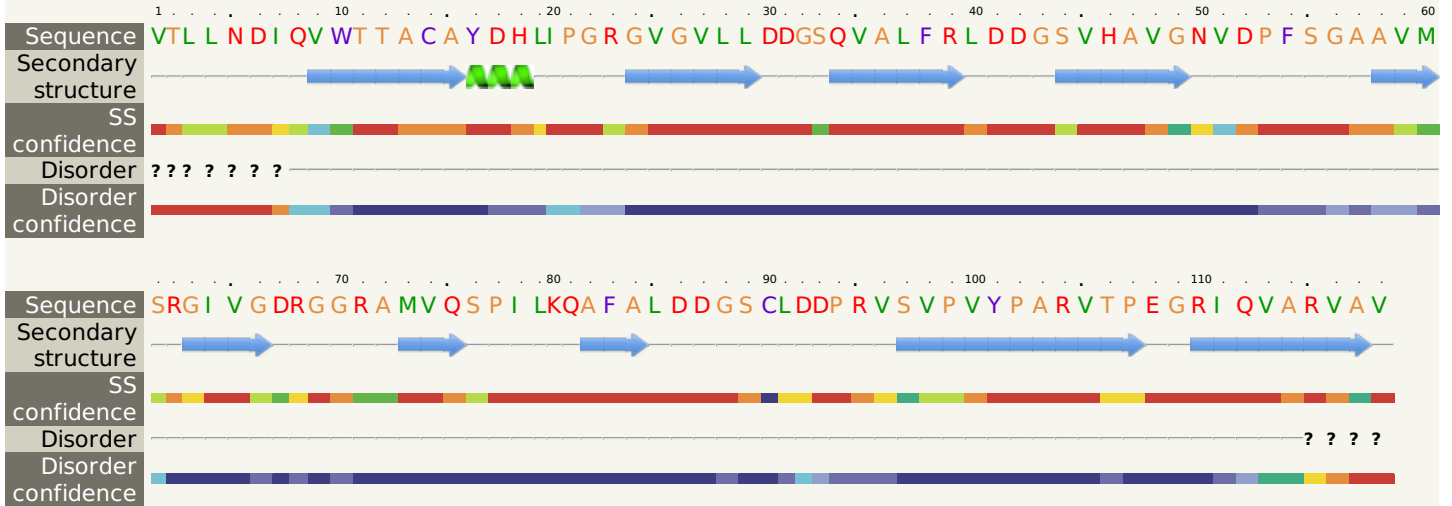 1 10 20 30 40 50 60
Sequence VTLLNDIQVWTTACAYDHLIPGRGVGVLLDDGSQVALFRLDDGSVHAVGNVDPFSGAAVM
Secondary
structure
SS
confidence
Disorder ???????
Disorder
confidence
70 80 90 100 110
Sequence SRGIVGDRGGRAMVQSPILKQAFALDDGSCLDDPRVSVPVYPARVTPEGRIQVARVAV
Secondary
structure
SS
confidence
Disorder ????
Disorder
confidence